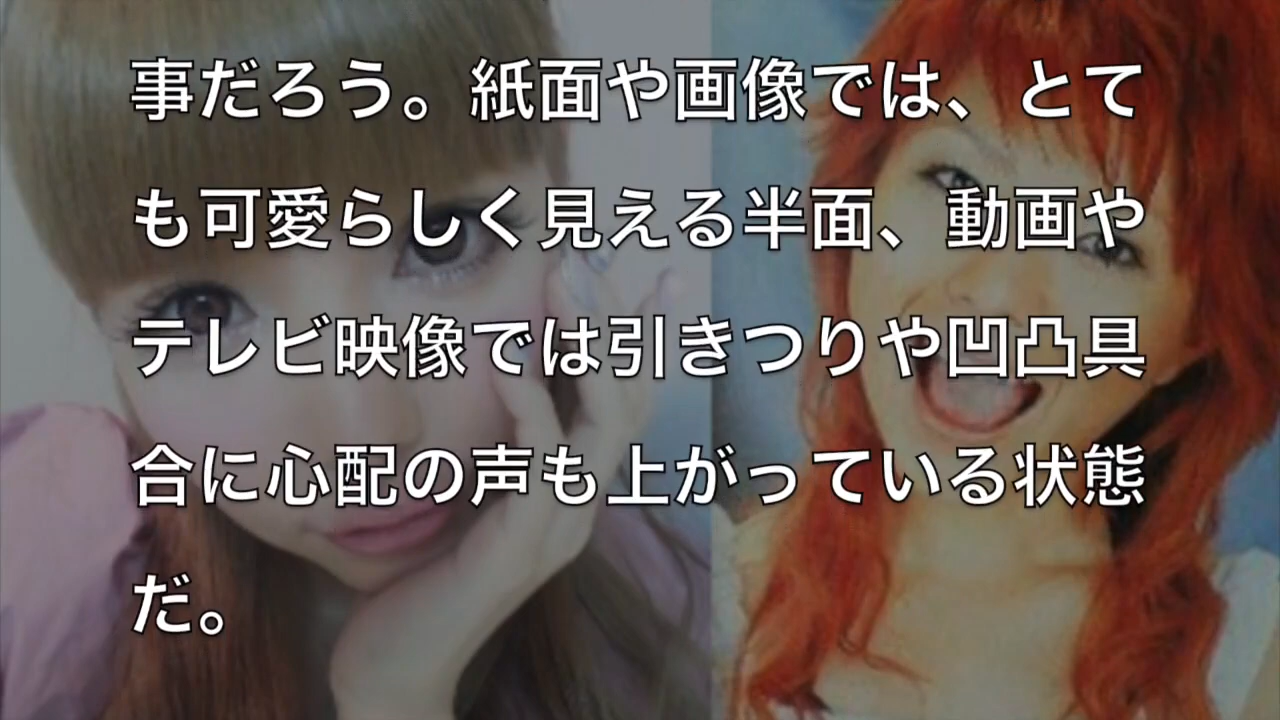 事だろう。紙面や画像では、とて
も可愛らしく見える半面、動画や
テレビ映像では引きつりや凹凸具
合に心配の声も上がっている状態
だ。